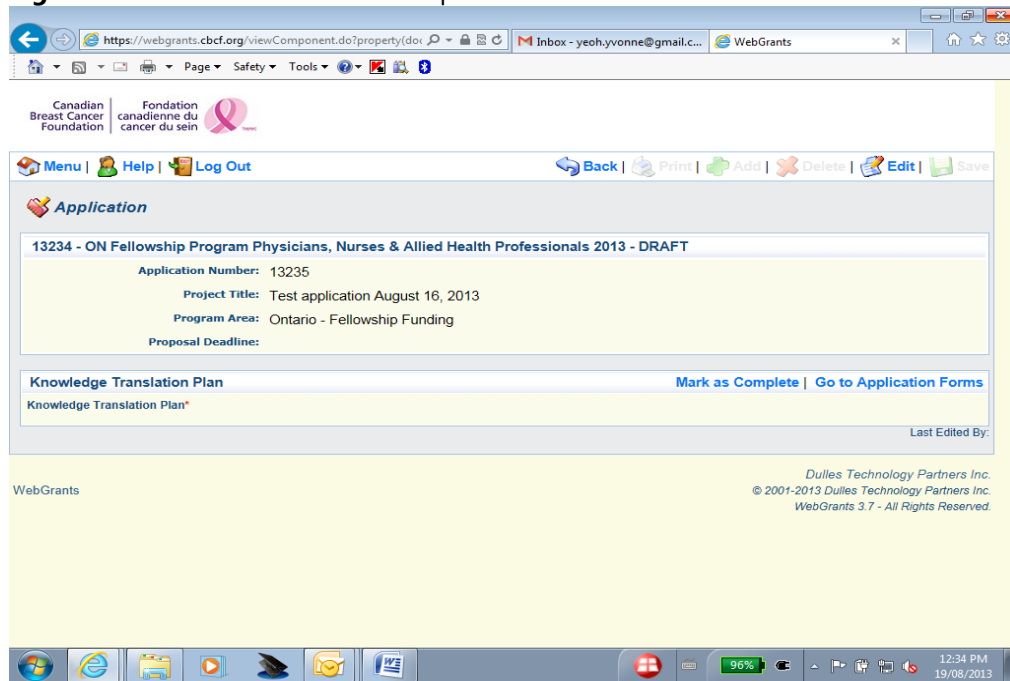 https://webgrants.cbcf.org/viewComponent.do?property(doc
Inbox - yeoh.yvonne@gmail.c...
WebGrants
Page Safety Tools
Canadian Breast Cancer Foundation
Fondation canadienne du cancer du sein
Menu | Help | Log Out
Back | Print | Add | Delete | Edit | Save
Application
13234 - ON Fellowship Program Physicians, Nurses & Allied Health Professionals 2013 - DRAFT
Application Number: 13235
Project Title: Test application August 16, 2013
Program Area: Ontario - Fellowship Funding
Proposal Deadline:
Knowledge Translation Plan Mark as Complete | Go to Application Forms
Knowledge Translation Plan*
Last Edited By:
Dulles Technology Partners Inc.
WebGrants © 2001-2013 Dulles Technology Partners Inc.
WebGrants 3.7 - All Rights Reserved.
96%
12:34 PM
19/08/2013